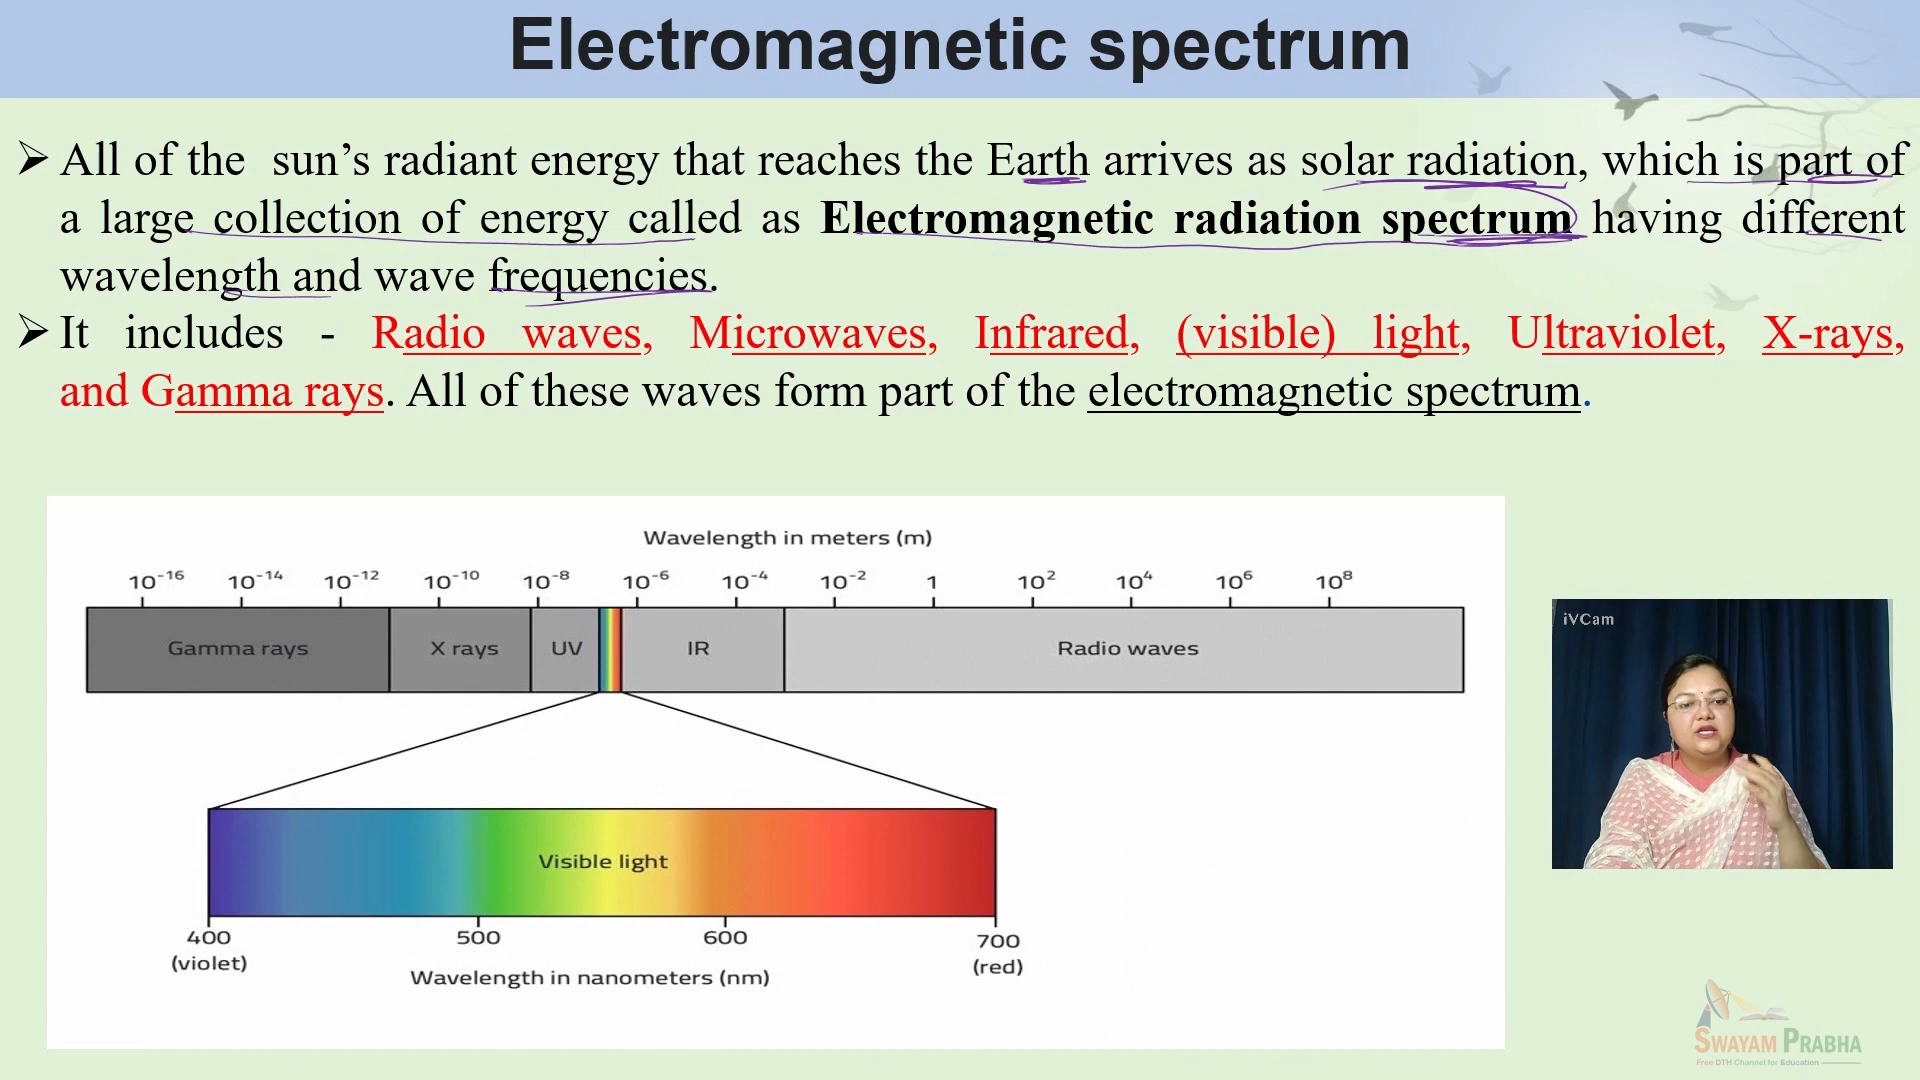 Electromagnetic spectrum
➢ All of the sun’s radiant energy that reaches the Earth arrives as solar radiation, which is part of
a large collection of energy called as Electromagnetic radiation spectrum having different
wavelength and wave frequencies.
➢ It includes - Radio waves, Microwaves, Infrared, (visible) light, Ultraviolet, X-rays,
and Gamma rays. All of these waves form part of the electromagnetic spectrum.
Wavelength in meters (m)
10⁻¹⁶ 10⁻¹⁴ 10⁻¹² 10⁻¹⁰ 10⁻⁸ 10⁻⁶ 10⁻⁴ 10⁻² 1 10² 10⁴ 10⁶ 10⁸
Gamma rays X rays UV IR Radio waves
Visible light
400 500 600 700
(violet) (red)
Wavelength in nanometers (nm)
iVCam
SWAYAM PRABHA
Free DTH Channel for Education